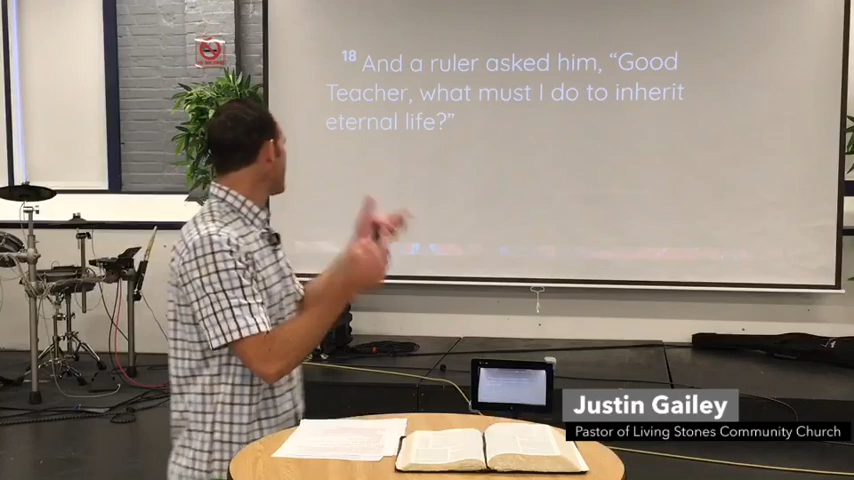 18 And a ruler asked him, “Good
Teacher, what must I do to inherit
eternal life?”
Justin Gailey
Pastor of Living Stones Community Church